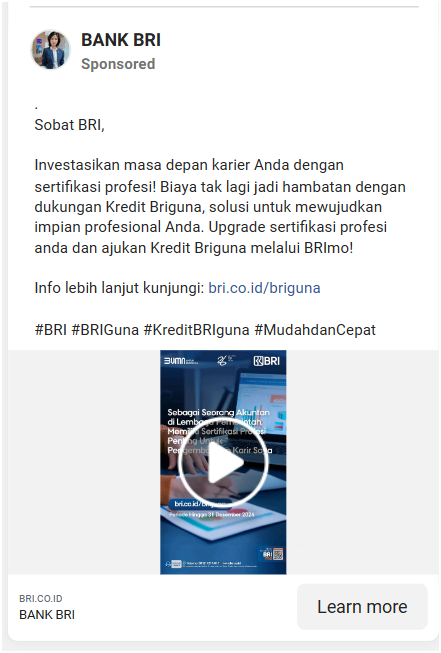 BANK BRI
Sponsored
.
Sobat BRI,
Investasikan masa depan karier Anda dengan
sertifikasi profesi! Biaya tak lagi jadi hambatan dengan
dukungan Kredit Briguna, solusi untuk mewujudkan
impian profesional Anda. Upgrade sertifikasi profesi
anda dan ajukan Kredit Briguna melalui BRImo!
Info lebih lanjut kunjungi: bri.co.id/briguna
#BRI #BRIGuna #KreditBRIguna #MudahdanCepat
BUMN
BRI
Sebagai Seorang Akuntan
di Lembaga Pemerintah,
Memiliki Sertifikasi Profesi
Penting Untuk
Pengembangan Karir Saya
bri.co.id/briguna
Periode Hingga 31 Desember 2024
BRI.CO.ID
BANK BRI
Learn more